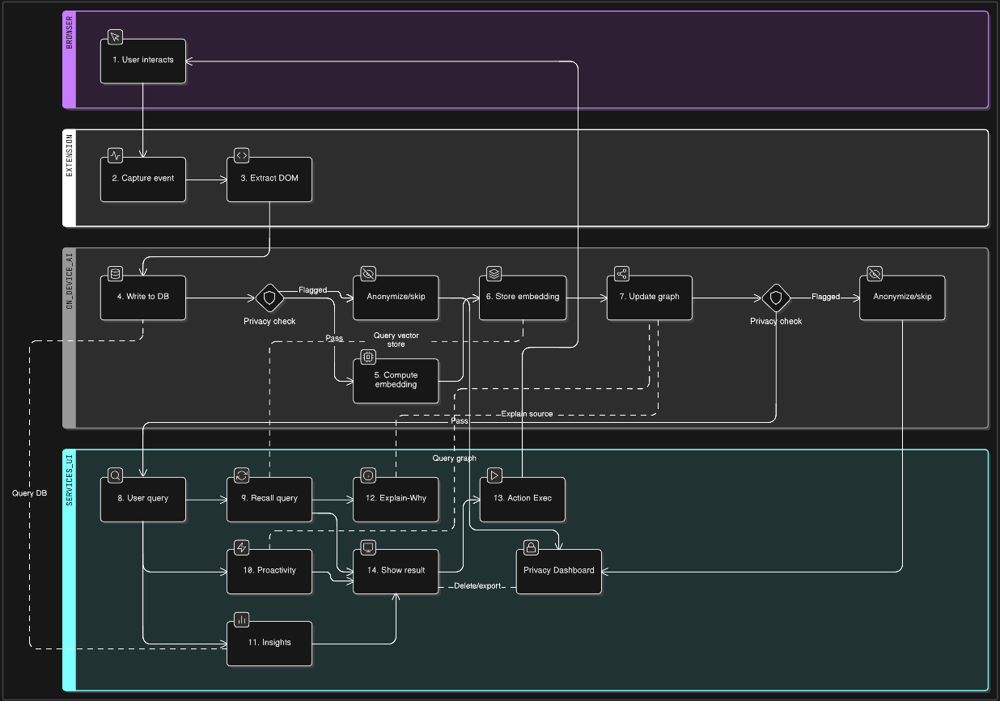 BROWSER
1. User interacts
EXTENSION
2. Capture event
3. Extract DOM
ON_DEVICE_AI
4. Write to DB
Privacy check
Flagged
Anonymize/skip
6. Store embedding
7. Update graph
Privacy check
Flagged
Anonymize/skip
Pass
Query vector
store
5. Compute
embedding
Explain source
Pass
SERVICES_UI
Query graph
Query DB
8. User query
9. Recall query
12. Explain-Why
13. Action Exec
10. Proactivity
14. Show result
Privacy Dashboard
Delete/export
11. Insights